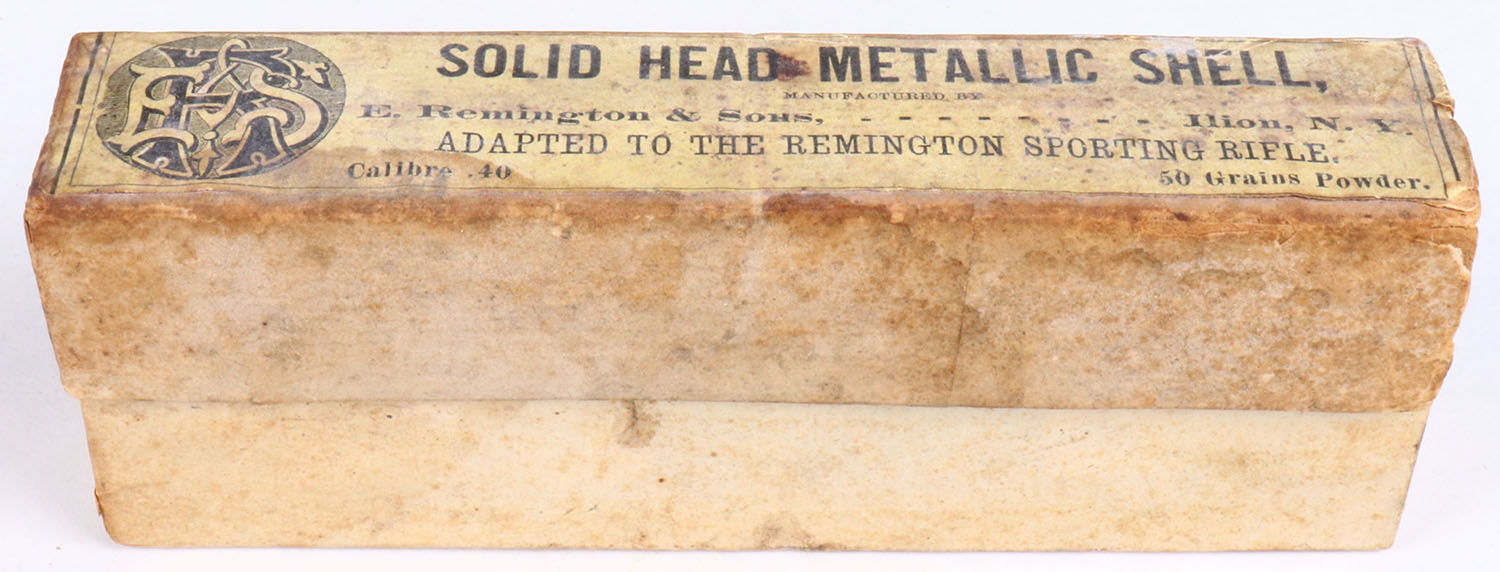 SOLID HEAD METALLIC SHELL,
MANUFACTURED BY
E. Remington & Sons, - - - - - - - - Ilion, N. Y.
ADAPTED TO THE REMINGTON SPORTING RIFLE.
Calibre .40 50 Grains Powder.